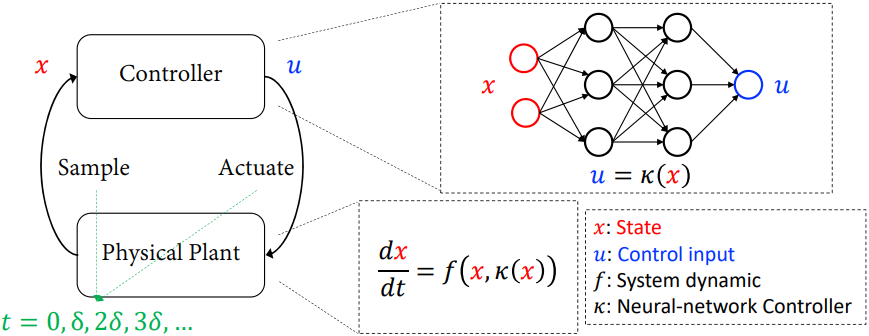 x
Controller
u
Sample
Actuate
Physical Plant
t = 0, δ, 2δ, 3δ, ...
x
u
u = κ(x)
dx/dt = f(x, κ(x))
x: State
u: Control input
f: System dynamic
κ: Neural-network Controller